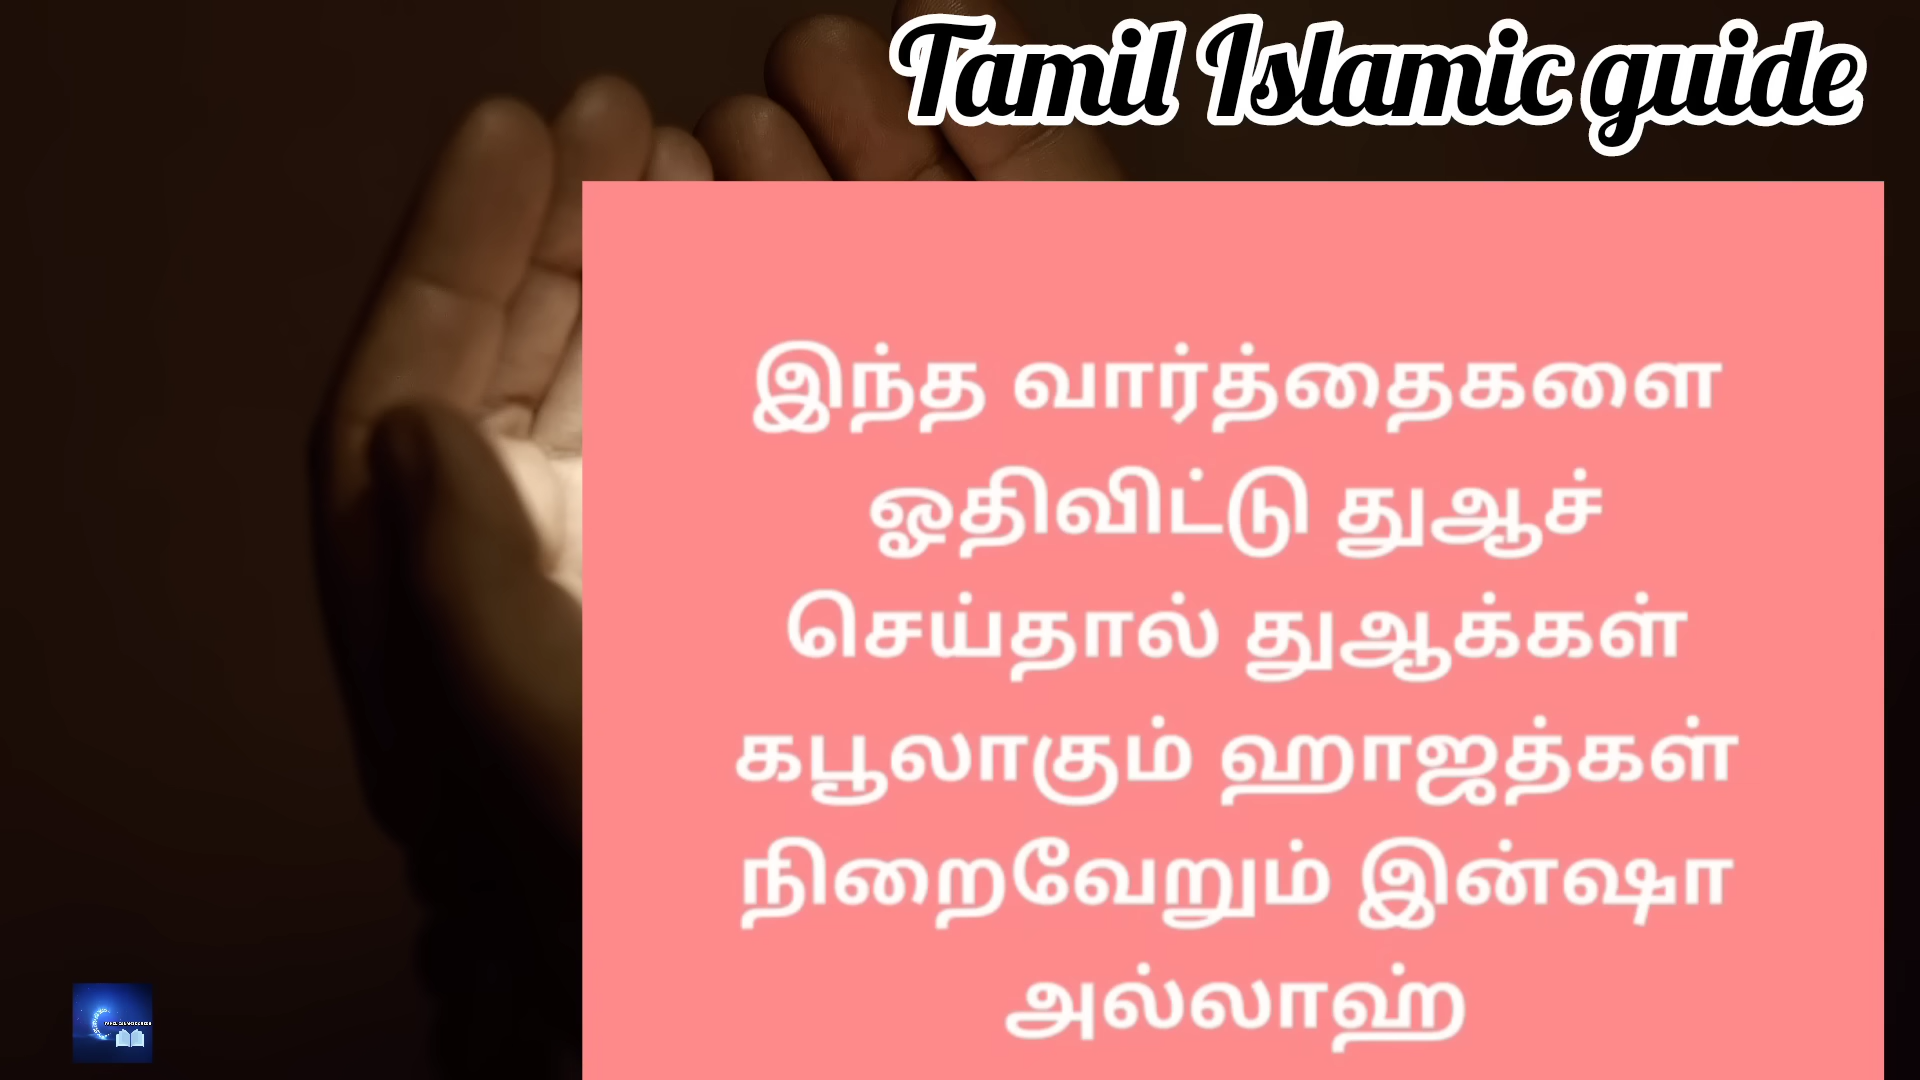 Tamil Islamic guide
இந்த வார்த்தைகளை
ஓதிவிட்டு துஆச்
செய்தால் துஆக்கள்
கபூலாகும் ஹாஜத்கள்
நிறைவேறும் இன்ஷா
அல்லாஹ்